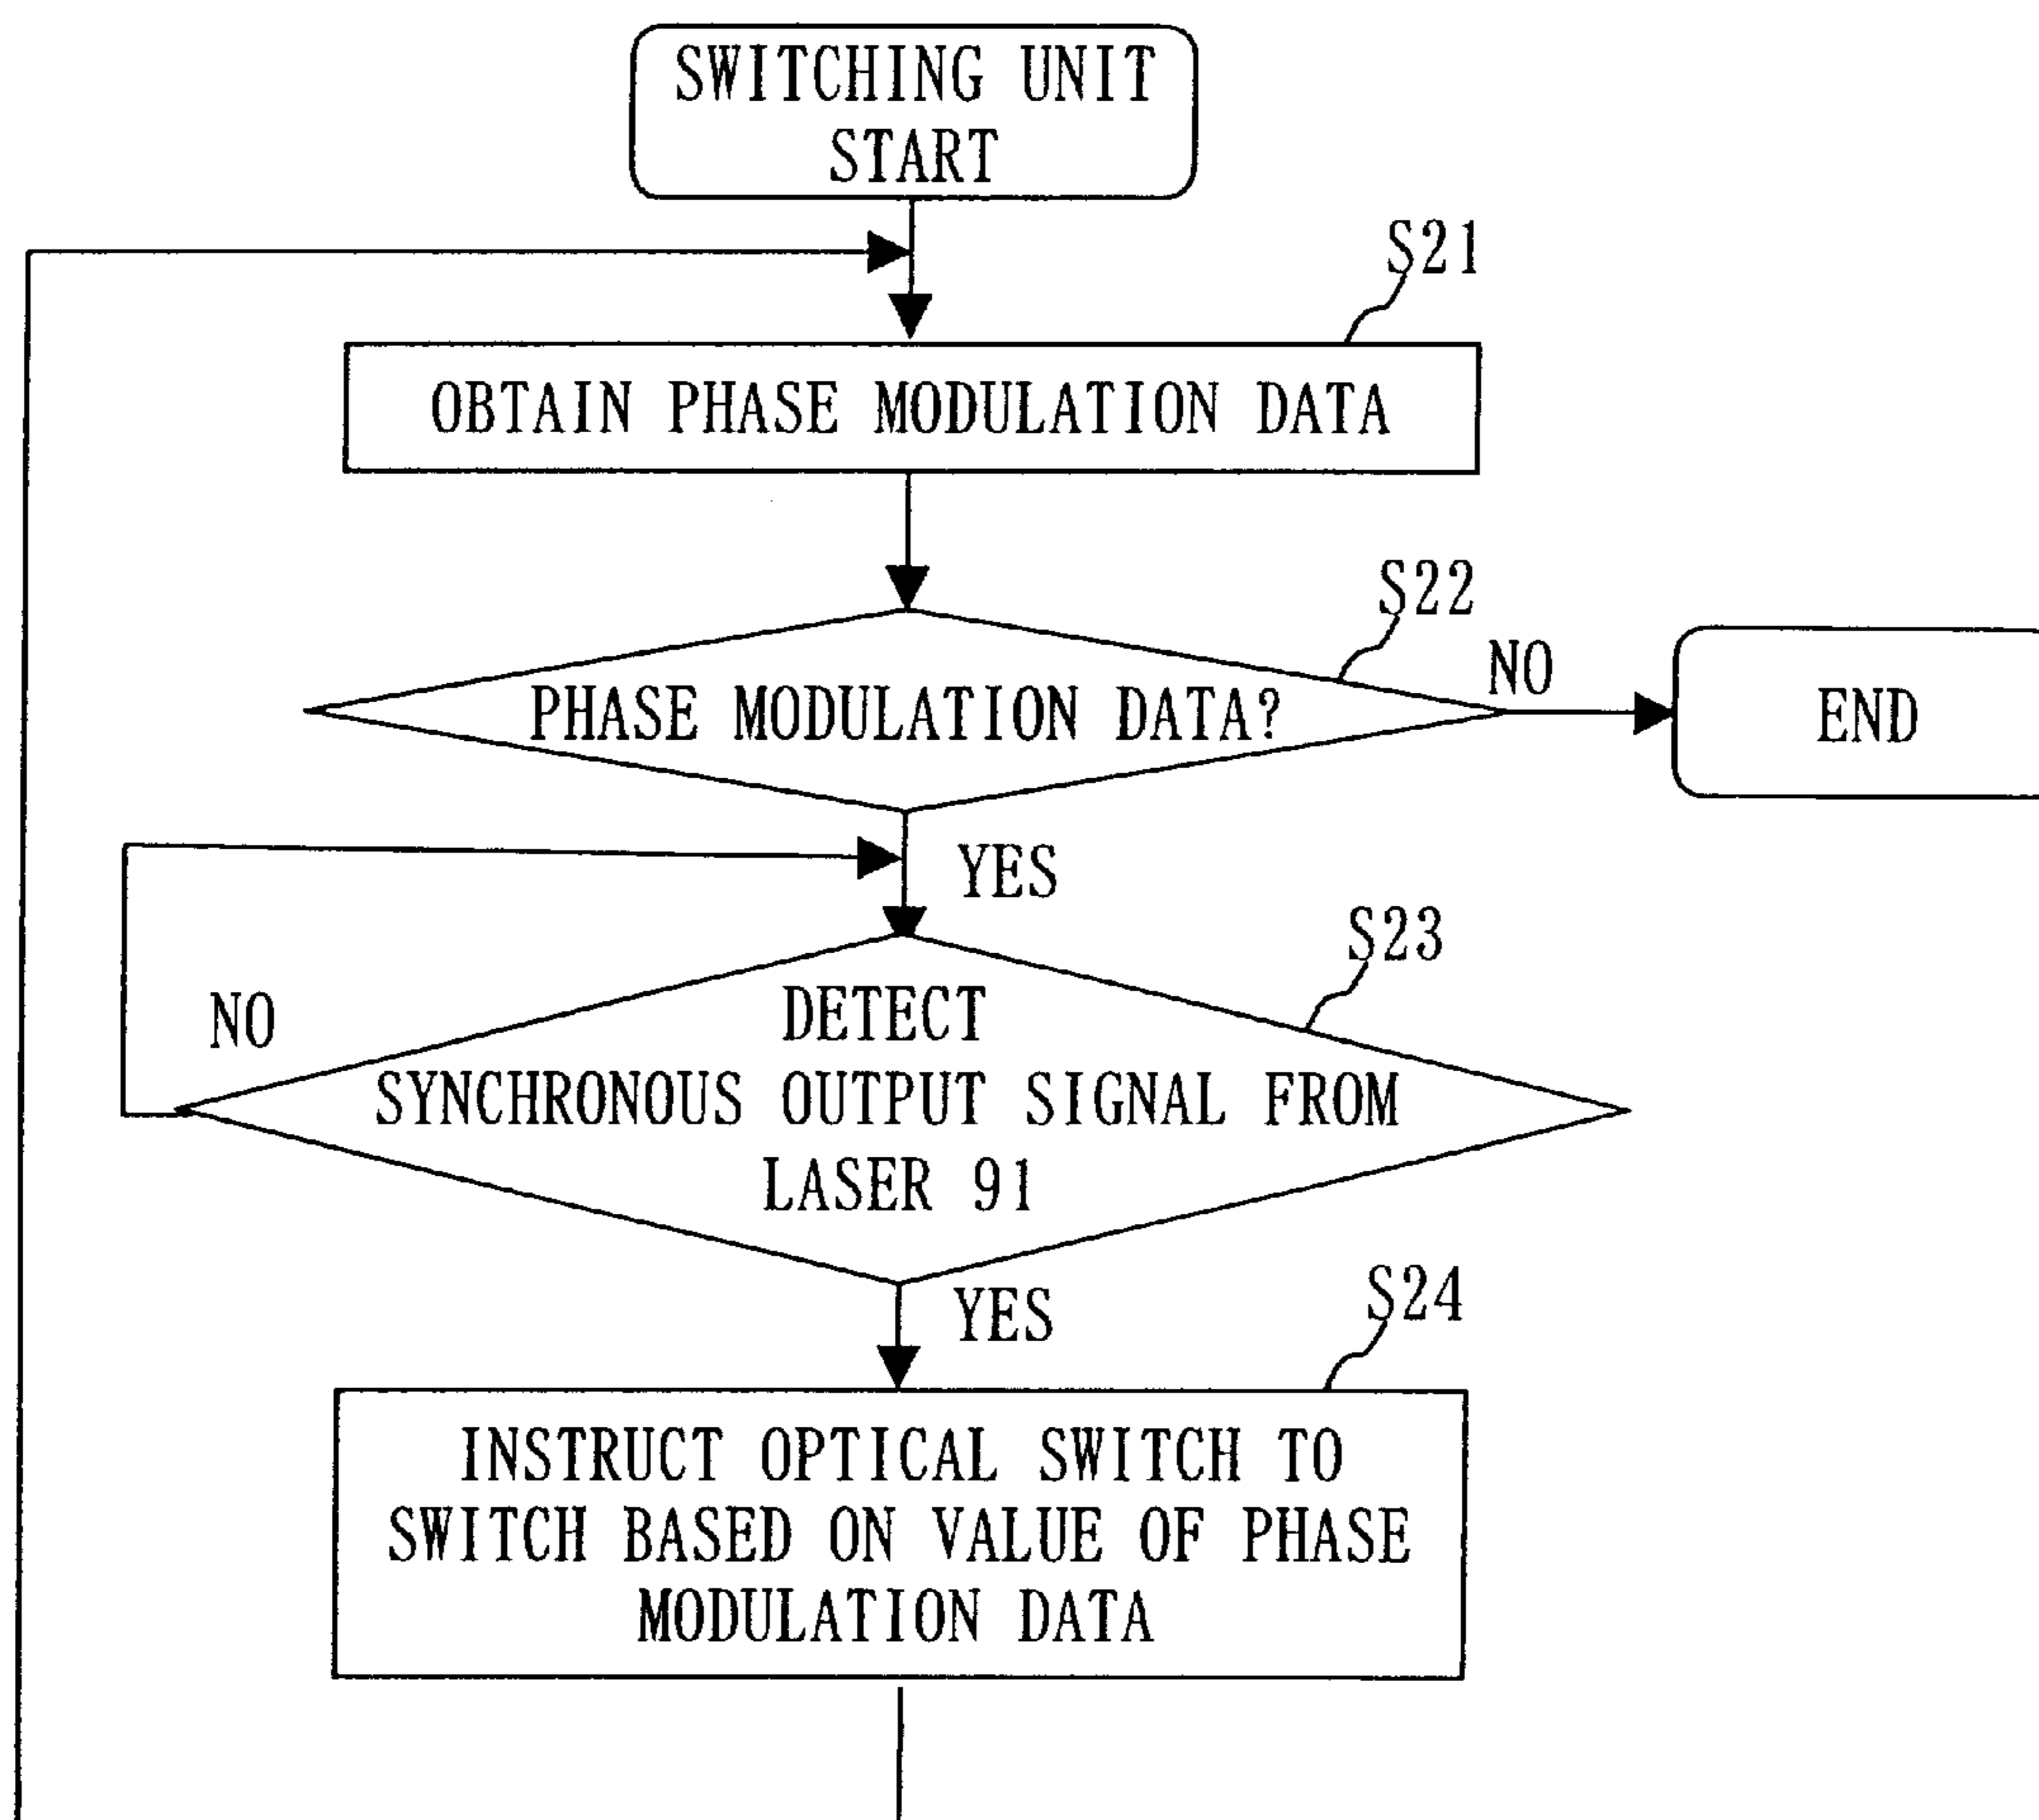 SWITCHING UNIT
START
S21
OBTAIN PHASE MODULATION DATA
S22
PHASE MODULATION DATA?
NO
END
YES
S23
NO
DETECT
SYNCHRONOUS OUTPUT SIGNAL FROM
LASER 91
YES
S24
INSTRUCT OPTICAL SWITCH TO
SWITCH BASED ON VALUE OF PHASE
MODULATION DATA